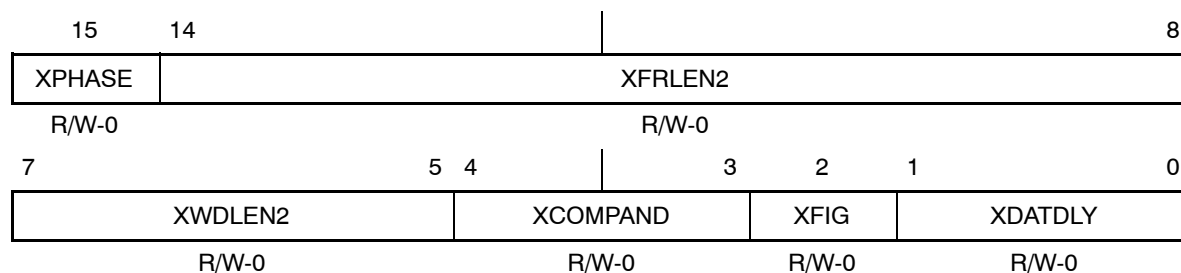 15 14 8
XPHASE XFRLEN2
R/W-0 R/W-0
7 5 4 3 2 1 0
XWDLEN2 XCOMPAND XFIG XDATDLY
R/W-0 R/W-0 R/W-0 R/W-0